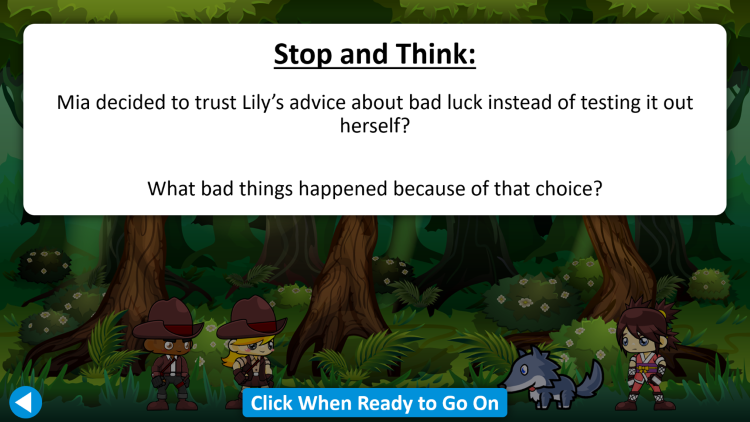 Stop and Think:
Mia decided to trust Lily’s advice about bad luck instead of testing it out
herself?
What bad things happened because of that choice?
Click When Ready to Go On